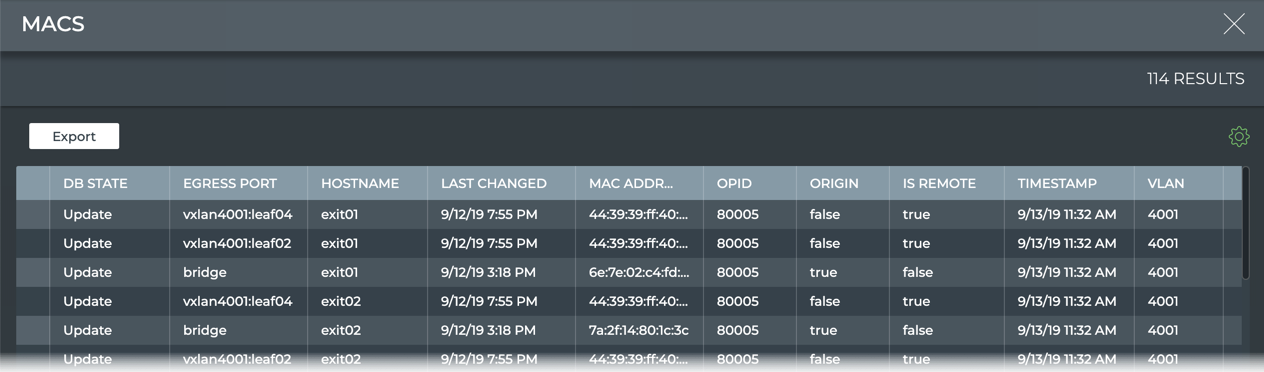 MACS
114 RESULTS
Export
DB STATE EGRESS PORT HOSTNAME LAST CHANGED MAC ADDR... OPID ORIGIN IS REMOTE TIMESTAMP VLAN
Update vxlan4001:leaf04 exit01 9/12/19 7:55 PM 44:39:39:ff:40:... 80005 false true 9/13/19 11:32 AM 4001
Update vxlan4001:leaf02 exit01 9/12/19 7:55 PM 44:39:39:ff:40:... 80005 false true 9/13/19 11:32 AM 4001
Update bridge exit01 9/12/19 3:18 PM 6e:7e:02:c4:fd:... 80005 true false 9/13/19 11:32 AM 4001
Update vxlan4001:leaf04 exit02 9/12/19 7:55 PM 44:39:39:ff:40:... 80005 false true 9/13/19 11:32 AM 4001
Update bridge exit02 9/12/19 3:18 PM 7a:2f:14:80:1c:3c 80005 true false 9/13/19 11:32 AM 4001
Update vxlan4001:leaf02 exit02 9/12/19 7:55 PM 44:39:39:ff:40:... 80005 false true 9/13/19 11:32 AM 4001